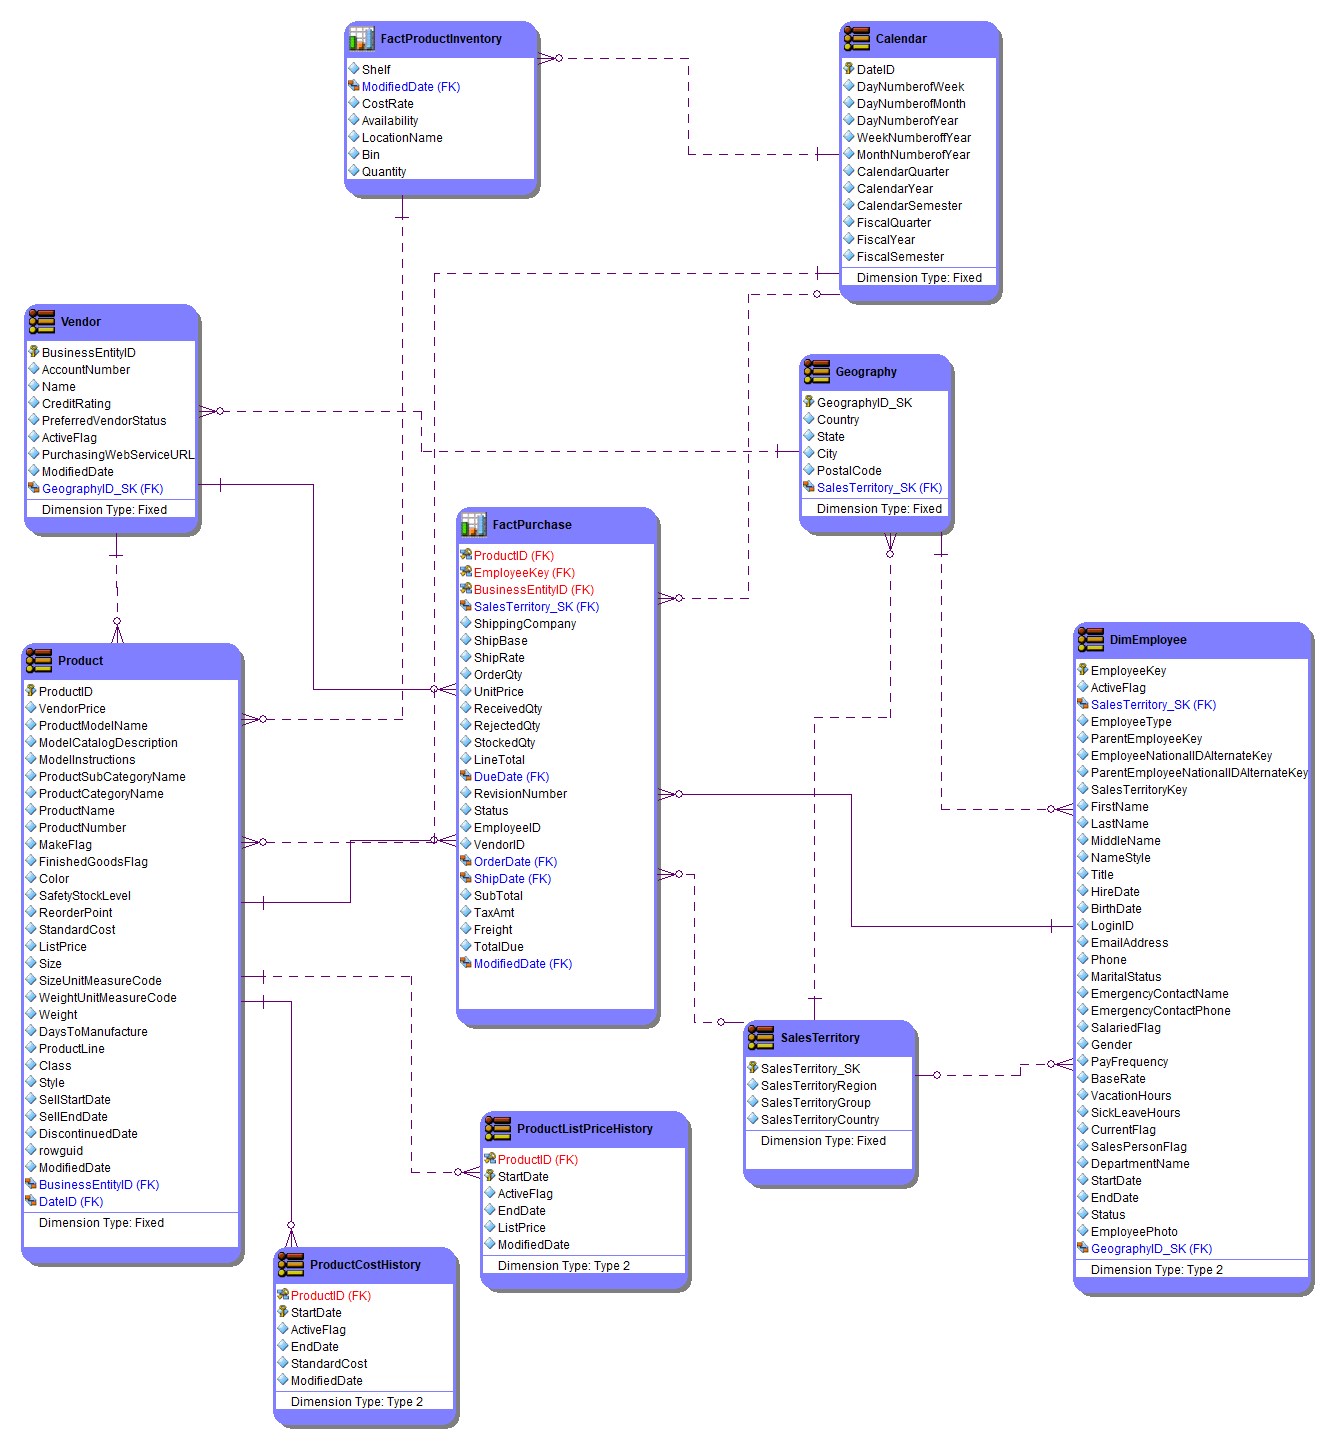 FactProductInventory
Shelf
ModifiedDate (FK)
CostRate
Availability
LocationName
Bin
Quantity
Calendar
DateID
DayNumberofWeek
DayNumberofMonth
DayNumberofYear
WeekNumberoffYear
MonthNumberofYear
CalendarQuarter
CalendarYear
CalendarSemester
FiscalQuarter
FiscalYear
FiscalSemester
Dimension Type: Fixed
Vendor
BusinessEntityID
AccountNumber
Name
CreditRating
PreferredVendorStatus
ActiveFlag
PurchasingWebServiceURL
ModifiedDate
GeographyID_SK (FK)
Dimension Type: Fixed
Geography
GeographyID_SK
Country
State
City
PostalCode
SalesTerritory_SK (FK)
Dimension Type: Fixed
FactPurchase
ProductID (FK)
EmployeeKey (FK)
BusinessEntityID (FK)
SalesTerritory_SK (FK)
ShippingCompany
ShipBase
ShipRate
OrderQty
UnitPrice
ReceivedQty
RejectedQty
StockedQty
LineTotal
DueDate (FK)
RevisionNumber
Status
EmployeeID
VendorID
OrderDate (FK)
ShipDate (FK)
SubTotal
TaxAmt
Freight
TotalDue
ModifiedDate (FK)
DimEmployee
EmployeeKey
ActiveFlag
SalesTerritory_SK (FK)
EmployeeType
ParentEmployeeKey
EmployeeNationalIDAlternateKey
ParentEmployeeNationalIDAlternateKey
SalesTerritoryKey
FirstName
LastName
MiddleName
NameStyle
Title
HireDate
BirthDate
LoginID
EmailAddress
Phone
MaritalStatus
EmergencyContactName
EmergencyContactPhone
SalariedFlag
Gender
PayFrequency
BaseRate
VacationHours
SickLeaveHours
CurrentFlag
SalesPersonFlag
DepartmentName
StartDate
EndDate
Status
EmployeePhoto
GeographyID_SK (FK)
Dimension Type: Type 2
Product
ProductID
VendorPrice
ProductModelName
ModelCatalogDescription
ModelInstructions
ProductSubCategoryName
ProductCategoryName
ProductName
ProductNumber
MakeFlag
FinishedGoodsFlag
Color
SafetyStockLevel
ReorderPoint
StandardCost
ListPrice
Size
SizeUnitMeasureCode
WeightUnitMeasureCode
Weight
DaysToManufacture
ProductLine
Class
Style
SellStartDate
SellEndDate
DiscontinuedDate
rowguid
ModifiedDate
BusinessEntityID (FK)
DateID (FK)
Dimension Type: Fixed
SalesTerritory
SalesTerritory_SK
SalesTerritoryRegion
SalesTerritoryGroup
SalesTerritoryCountry
Dimension Type: Fixed
ProductListPriceHistory
ProductID (FK)
StartDate
ActiveFlag
EndDate
ListPrice
ModifiedDate
Dimension Type: Type 2
ProductCostHistory
ProductID (FK)
StartDate
ActiveFlag
EndDate
StandardCost
ModifiedDate
Dimension Type: Type 2